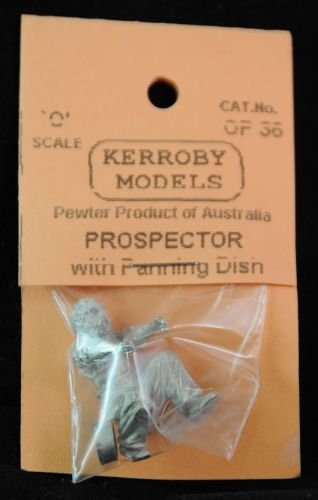 'O'
SCALE
CAT.No.
OP 36
KERROBY
MODELS
Pewter Product of Australia
PROSPECTOR
with Panning Dish